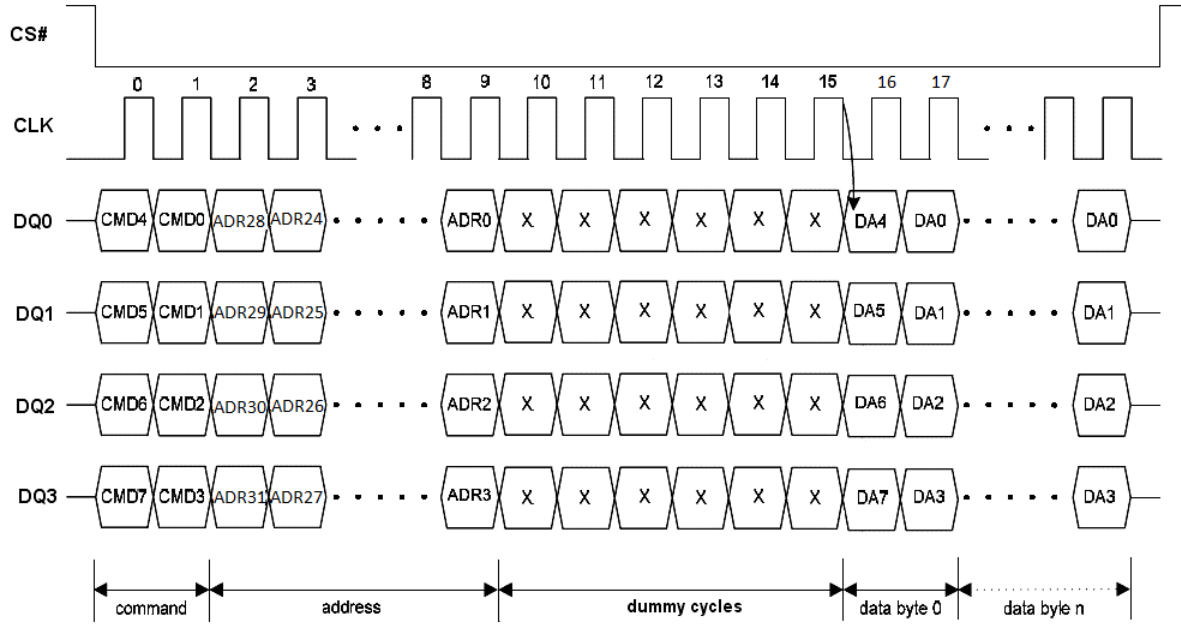 CS#
0 1 2 3 8 9 10 11 12 13 14 15 16 17
CLK
DQ0 CMD4 CMD0 ADR28 ADR24 ADR0 X X X X X X DA4 DA0 DA0
DQ1 CMD5 CMD1 ADR29 ADR25 ADR1 X X X X X X DA5 DA1 DA1
DQ2 CMD6 CMD2 ADR30 ADR26 ADR2 X X X X X X DA6 DA2 DA2
DQ3 CMD7 CMD3 ADR31 ADR27 ADR3 X X X X X X DA7 DA3 DA3
command address dummy cycles data byte 0 data byle n